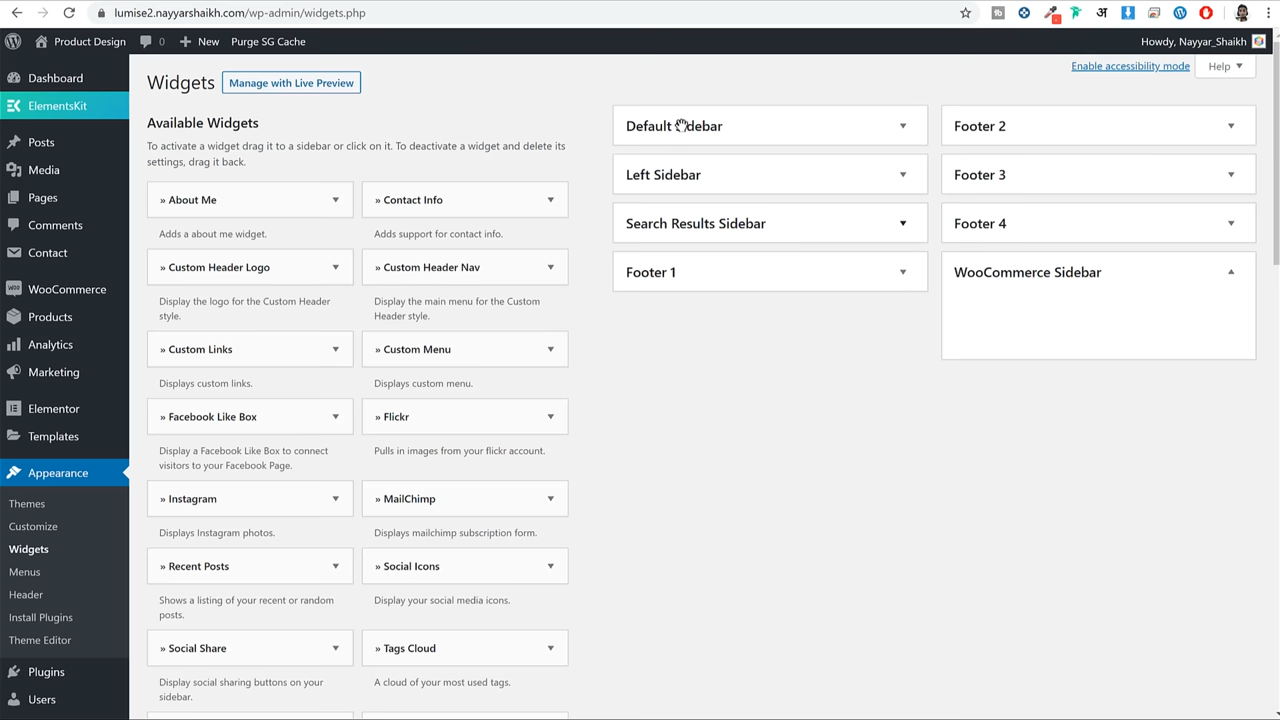 lumise2.nayyarshaikh.com/wp-admin/widgets.php
Product Design
0
New
Purge SG Cache
Howdy, Nayyar_Shaikh
Dashboard
ElementsKit
Posts
Media
Pages
Comments
Contact
WooCommerce
Products
Analytics
Marketing
Elementor
Templates
Appearance
Themes
Customize
Widgets
Menus
Header
Install Plugins
Theme Editor
Plugins
Users
Widgets
Manage with Live Preview
Enable accessibility mode
Help
Available Widgets
To activate a widget drag it to a sidebar or click on it. To deactivate a widget and delete its
settings, drag it back.
» About Me
Adds a about me widget.
» Contact Info
Adds support for contact info.
» Custom Header Logo
Display the logo for the Custom Header
style.
» Custom Header Nav
Display the main menu for the Custom
Header style.
» Custom Links
Displays custom links.
» Custom Menu
Displays custom menu.
» Facebook Like Box
Display a Facebook Like Box to connect
visitors to your Facebook Page.
» Flickr
Pulls in images from your flickr account.
» Instagram
Displays Instagram photos.
» MailChimp
Displays mailchimp subscription form.
» Recent Posts
Shows a listing of your recent or random
posts.
» Social Icons
Display your social media icons.
» Social Share
Display social sharing buttons on your
sidebar.
» Tags Cloud
A cloud of your most used tags.
Default Sidebar
Left Sidebar
Search Results Sidebar
Footer 1
Footer 2
Footer 3
Footer 4
WooCommerce Sidebar
अ